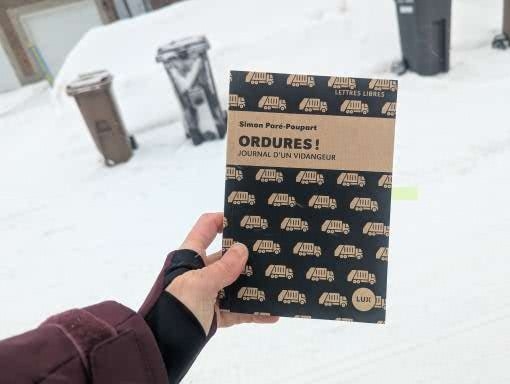 LETTRES LIBRES
Simon Paré-Poupart
ORDURES !
JOURNAL D'UN VIDANGEUR
LUX